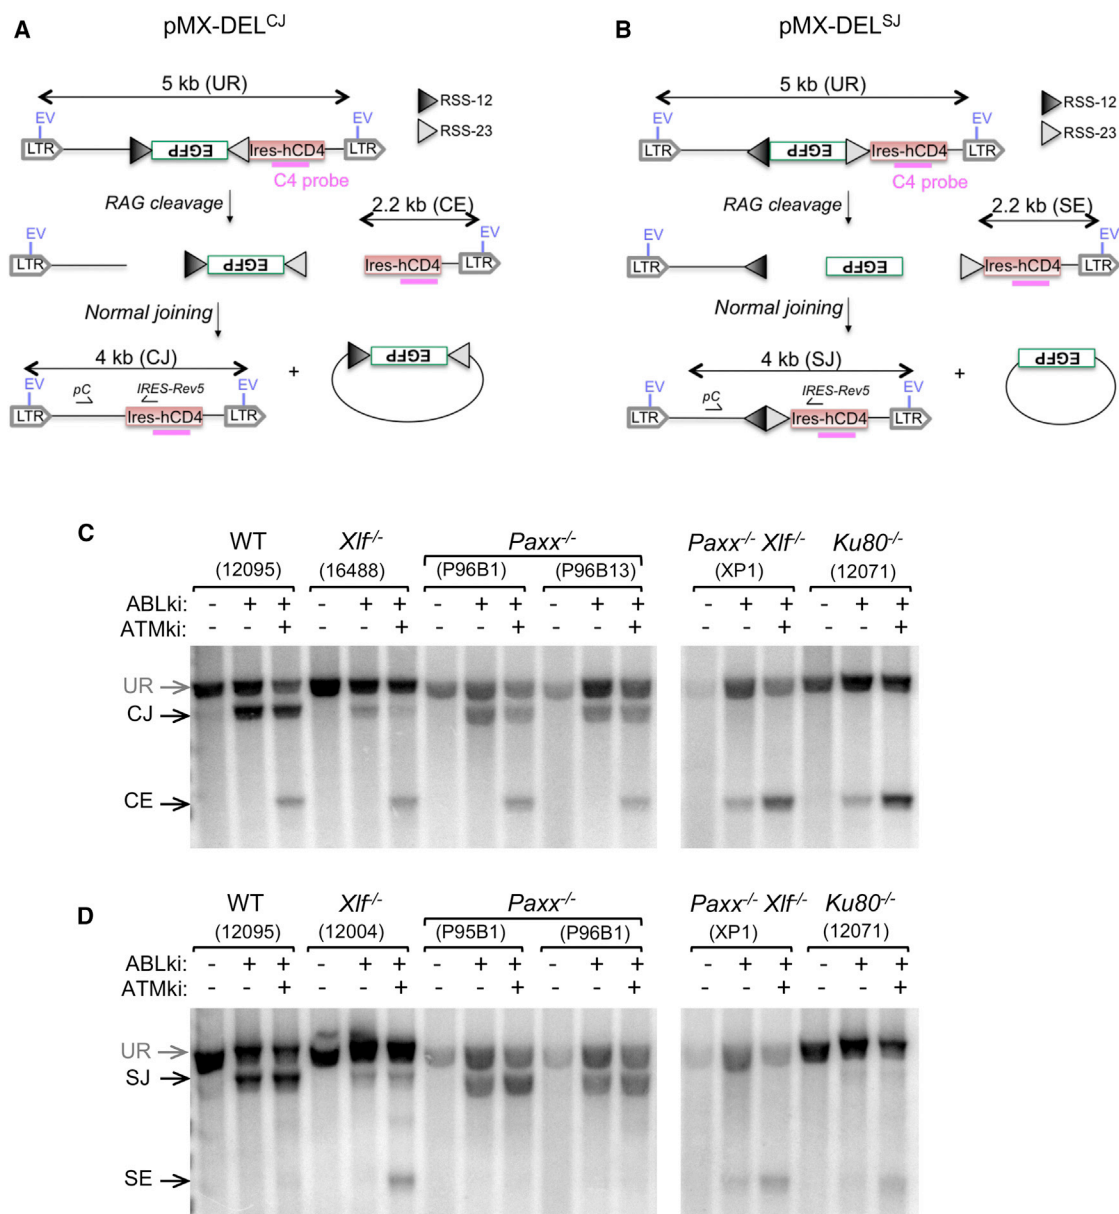 A pMX-DEL^CJ
5 kb (UR)
EV EV
RSS-12
RSS-23
LTR EGFP Ires-hCD4 LTR
C4 probe
RAG cleavage
2.2 kb (CE)
EV EV
LTR EGFP Ires-hCD4 LTR
Normal joining
4 kb (CJ)
EV pC IRES-Rev5 EV
+
EGFP
LTR Ires-hCD4 LTR
B pMX-DEL^SJ
5 kb (UR)
EV EV
RSS-12
RSS-23
LTR EGFP Ires-hCD4 LTR
C4 probe
RAG cleavage
2.2 kb (SE)
EV EV
LTR EGFP Ires-hCD4 LTR
Normal joining
4 kb (SJ)
EV pC IRES-Rev5 EV
+
EGFP
LTR Ires-hCD4 LTR
C
WT Xlf-/- Paxx-/- Paxx-/- Xlf-/- Ku80-/-
(12095) (16488) (P96B1) (P96B13) (XP1) (12071)
ABLki: - + + - + + - + + - + + - + + - + +
ATMki: - - + - - + - - + - - + - - + - - +
UR
CJ
CE
D
WT Xlf-/- Paxx-/- Paxx-/- Xlf-/- Ku80-/-
(12095) (12004) (P95B1) (P96B1) (XP1) (12071)
ABLki: - + + - + + - + + - + + - + + - + +
ATMki: - - + - - + - - + - - + - - + - - +
UR
SJ
SE